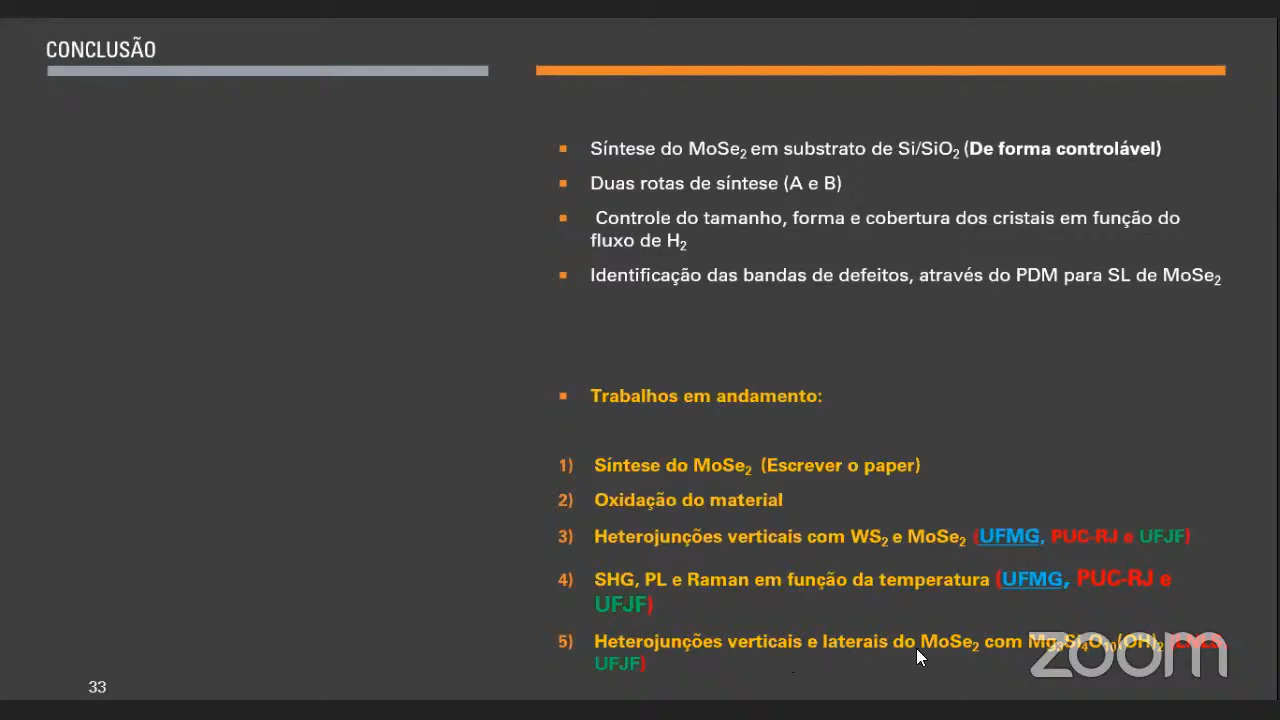 CONCLUSÃO
▪ Síntese do MoSe₂ em substrato de Si/SiO₂ (De forma controlável)
▪ Duas rotas de síntese (A e B)
▪ Controle do tamanho, forma e cobertura dos cristais em função do
fluxo de H₂
▪ Identificação das bandas de defeitos, através do PDM para SL de MoSe₂
▪ Trabalhos em andamento:
1) Síntese do MoSe₂ (Escrever o paper)
2) Oxidação do material
3) Heterojunções verticais com WS₂ e MoSe₂ (UFMG, PUC-RJ e UFJF)
4) SHG, PL e Raman em função da temperatura (UFMG, PUC-RJ e
UFJF)
5) Heterojunções verticais e laterais do MoSe₂ com Mg₃Si₄O₁₀(OH)₂
UFJF)
zoom
33